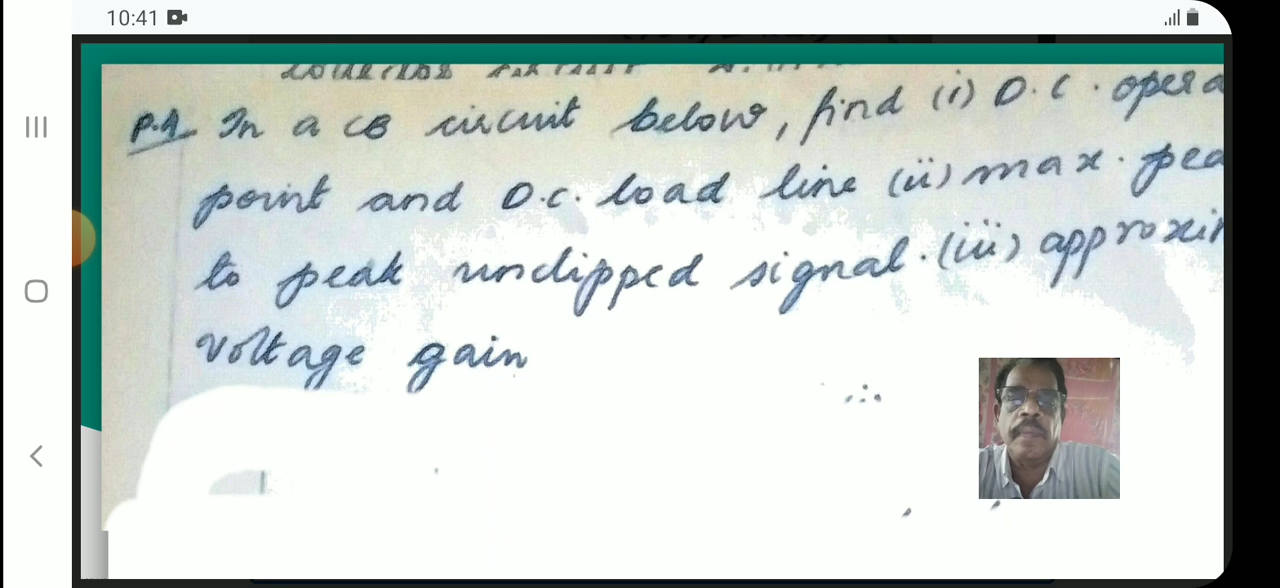 10:41
P.4. In a CB circuit below, find (i) D.C. opera
point and D.C. load line (ii) max. pea
to peak unclipped signal. (iii) approxim
voltage gain